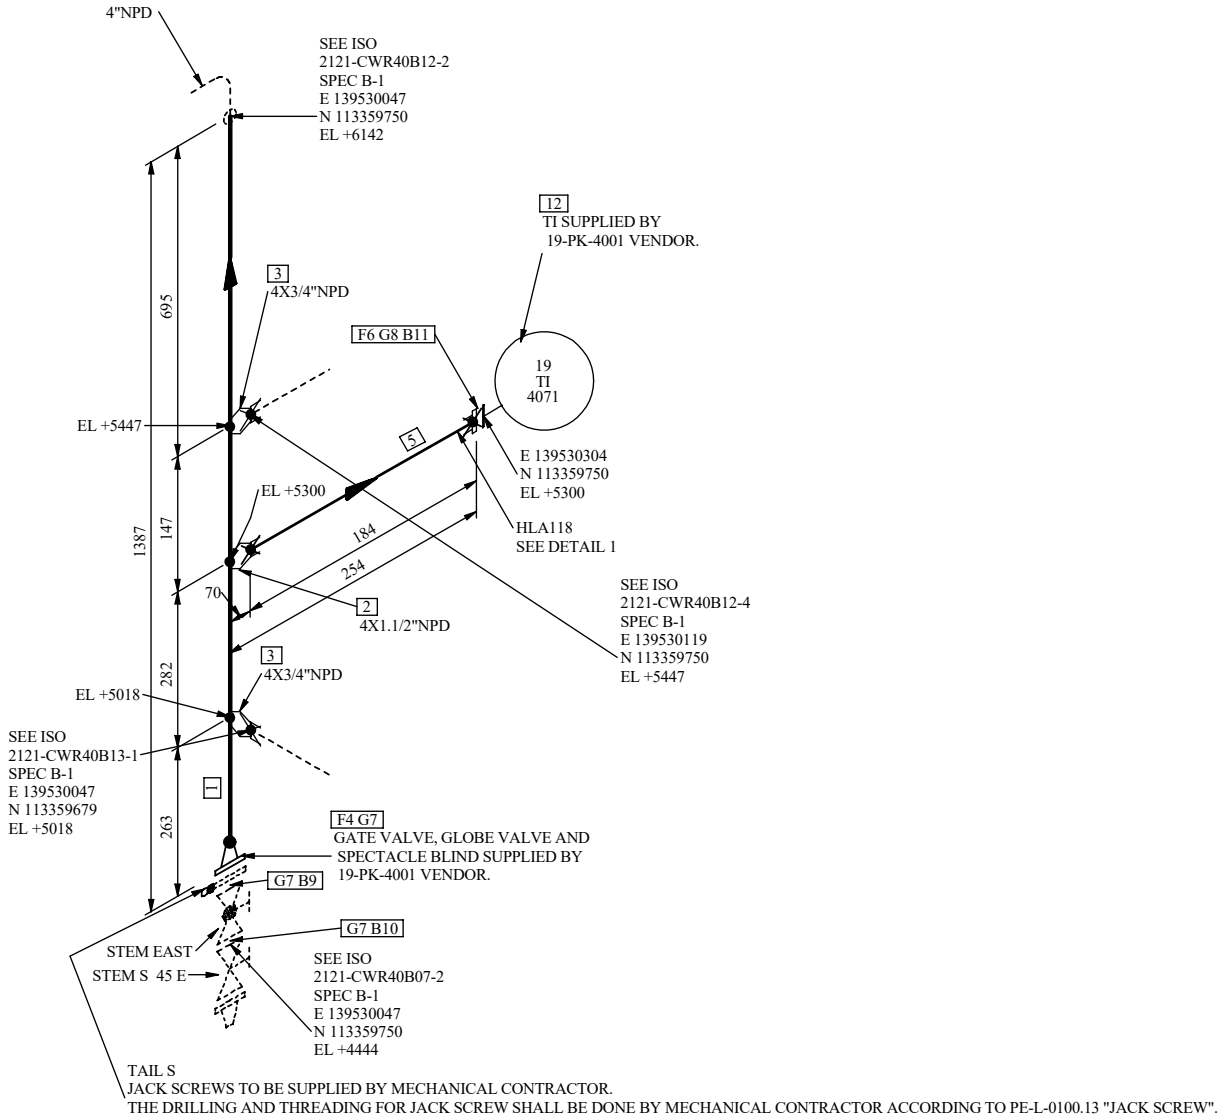 4"NPD
SEE ISO
2121-CWR40B12-2
SPEC B-1
E 139530047
N 113359750
EL +6142
12
TI SUPPLIED BY
19-PK-4001 VENDOR.
3
4X3/4"NPD
695
F6 G8 B11
19
TI
4071
EL +5447
5
E 139530304
N 113359750
EL +5300
EL +5300
HLA118
SEE DETAIL 1
147
1387
184
254
70
2
4X1.1/2"NPD
SEE ISO
2121-CWR40B12-4
SPEC B-1
E 139530119
N 113359750
EL +5447
3
4X3/4"NPD
282
EL +5018
SEE ISO
2121-CWR40B13-1
SPEC B-1
E 139530047
N 113359679
EL +5018
1
263
F4 G7
GATE VALVE, GLOBE VALVE AND
SPECTACLE BLIND SUPPLIED BY
19-PK-4001 VENDOR.
G7 B9
G7 B10
STEM EAST
STEM S 45 E
SEE ISO
2121-CWR40B07-2
SPEC B-1
E 139530047
N 113359750
EL +4444
TAIL S
JACK SCREWS TO BE SUPPLIED BY MECHANICAL CONTRACTOR.
THE DRILLING AND THREADING FOR JACK SCREW SHALL BE DONE BY MECHANICAL CONTRACTOR ACCORDING TO PE-L-0100.13 "JACK SCREW".